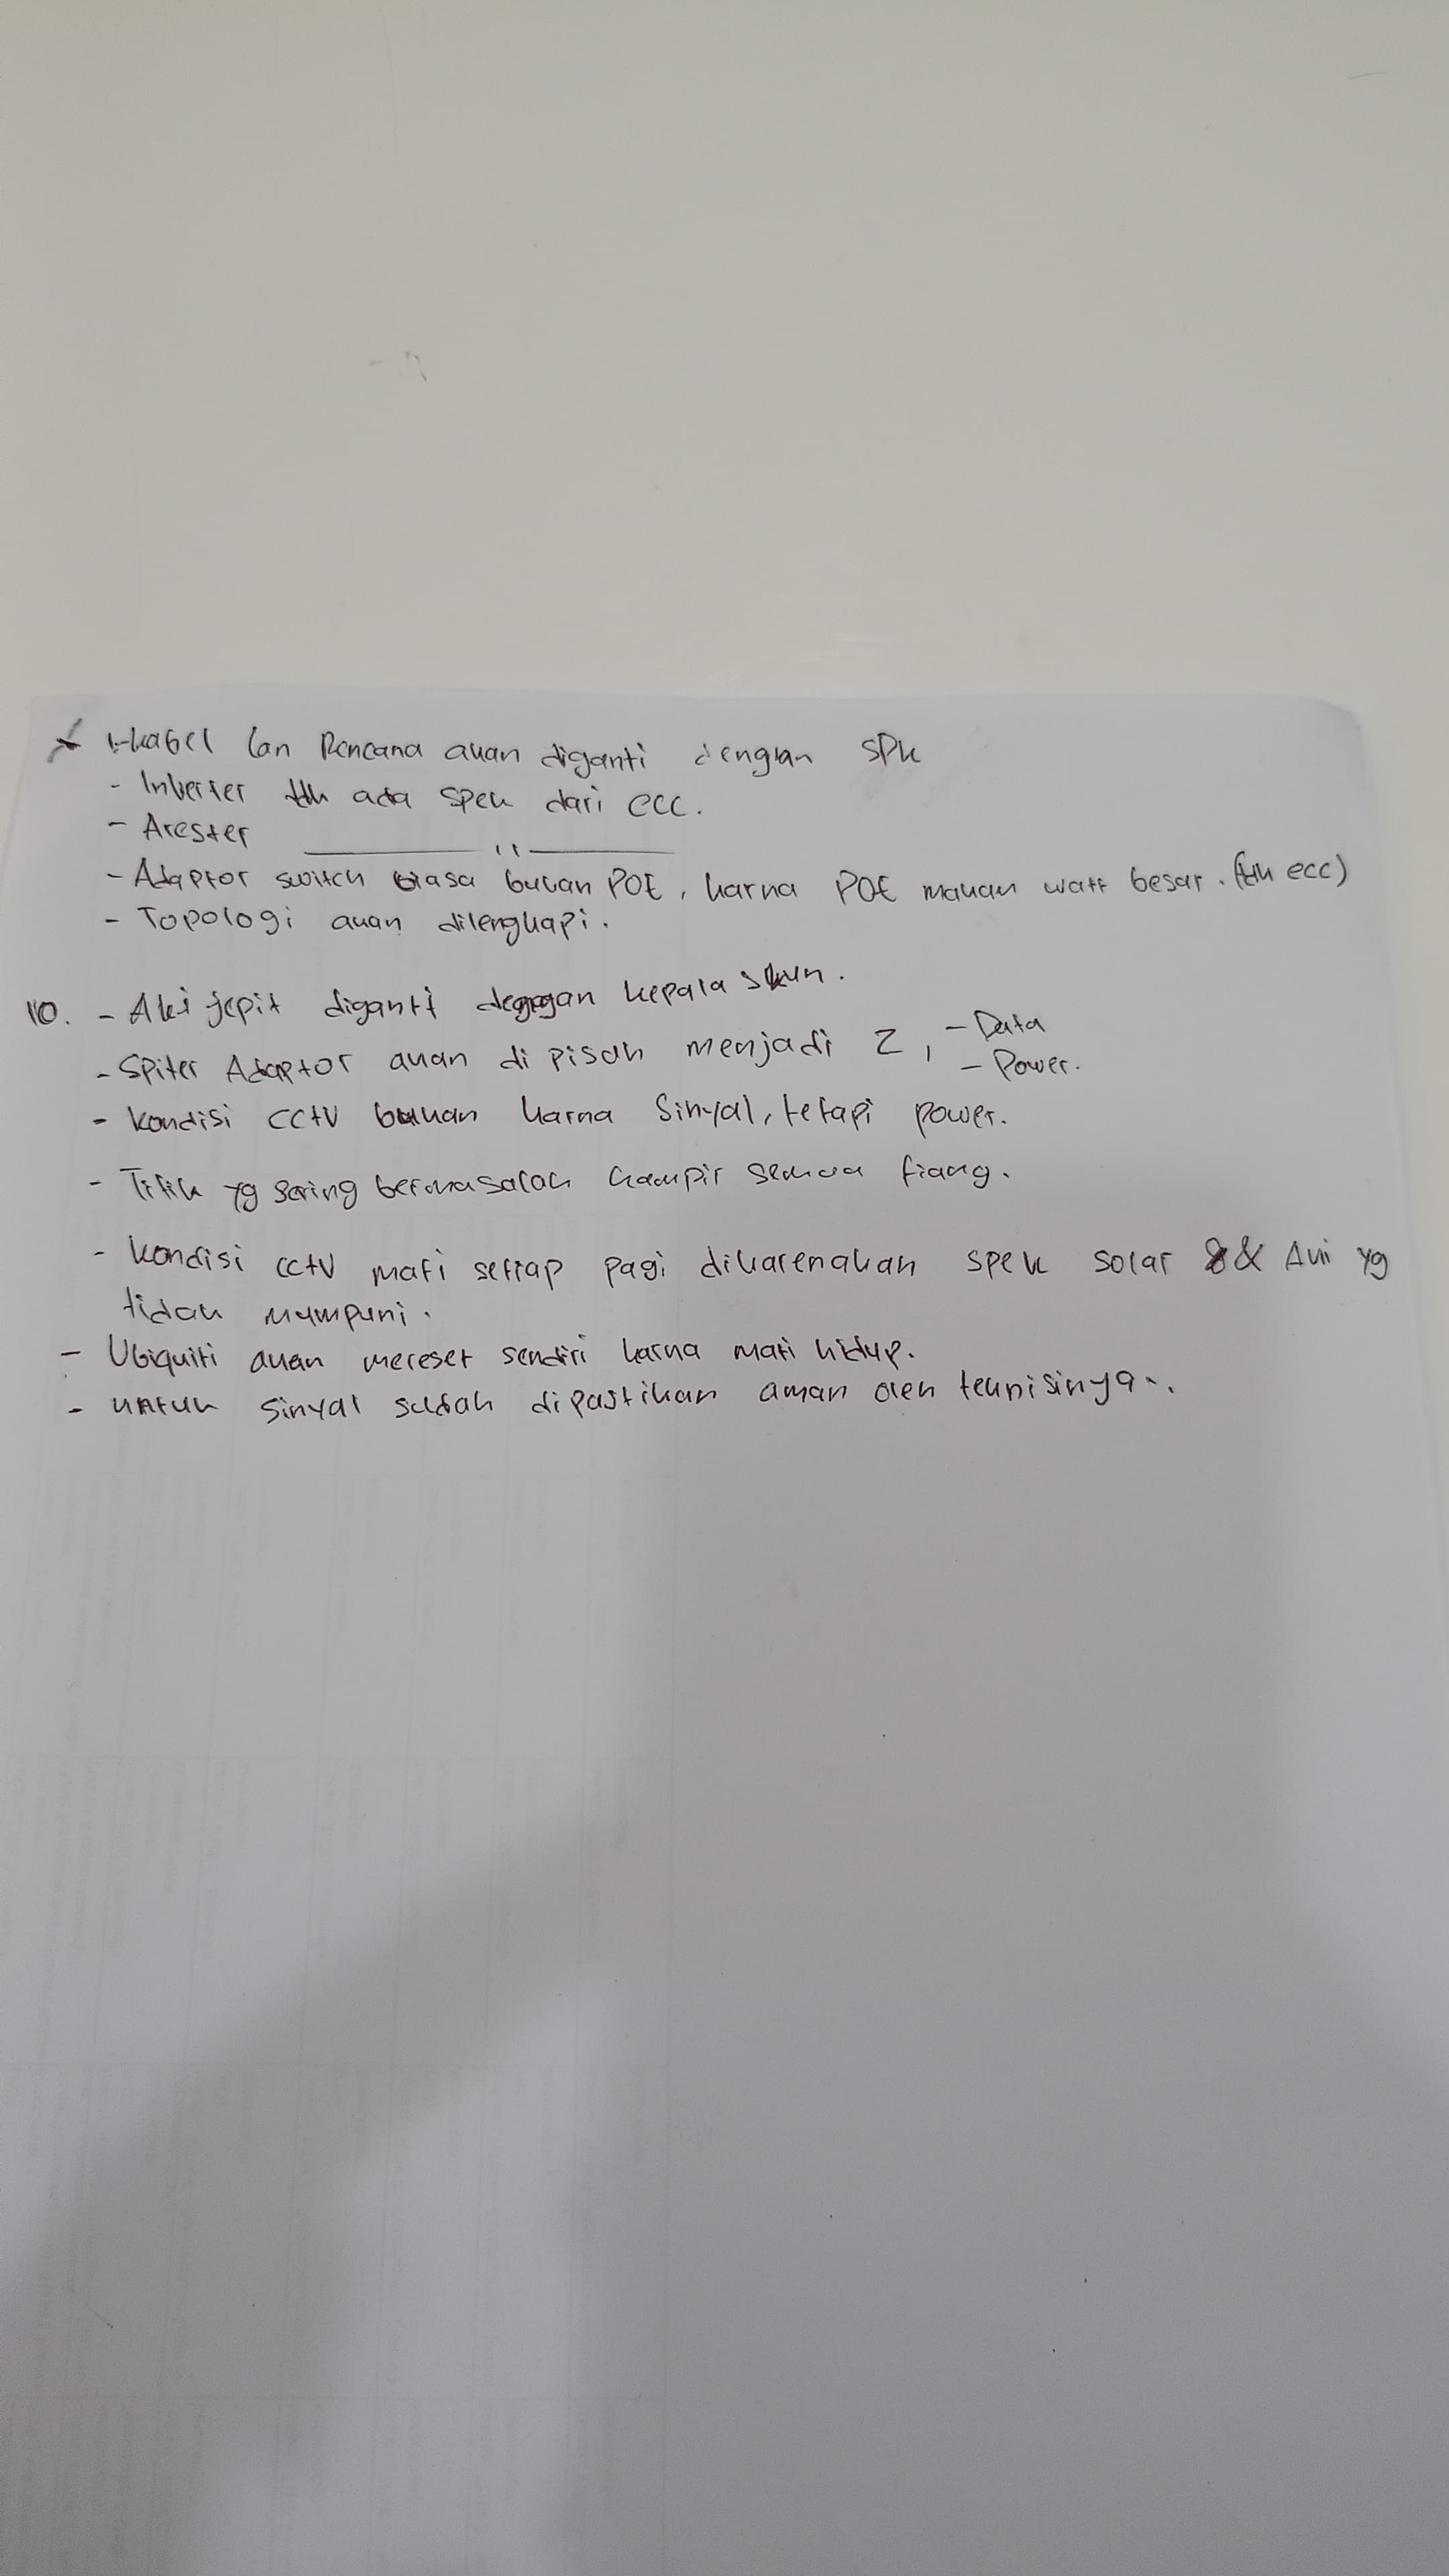 - kabel lan Rencana akan diganti dengan SPK
- Inverter tdk ada spek dari ecc.
- Arester ——— 11 ———
- Adaptor switch biasa bukan POE, karna POE makan watt besar. (tdk ecc)
- Topologi akan dilengkapi.
10. - Aki jepit diganti dengan kepala skun.
- Spiter Adaptor akan di pisah menjadi 2, - Data
- Power.
- kondisi CCTV bukan karna Sinyal, tetapi power.
- Titik yg sering bermasalah hampir semua tiang.
- kondisi cctv mati setiap pagi dikarenakan spek solar & Aki yg
tidak mumpuni.
- Ubiquiti akan mereset sendiri karna mati hidup.
- untuk sinyal sudah dipastikan aman oleh teknisinya.